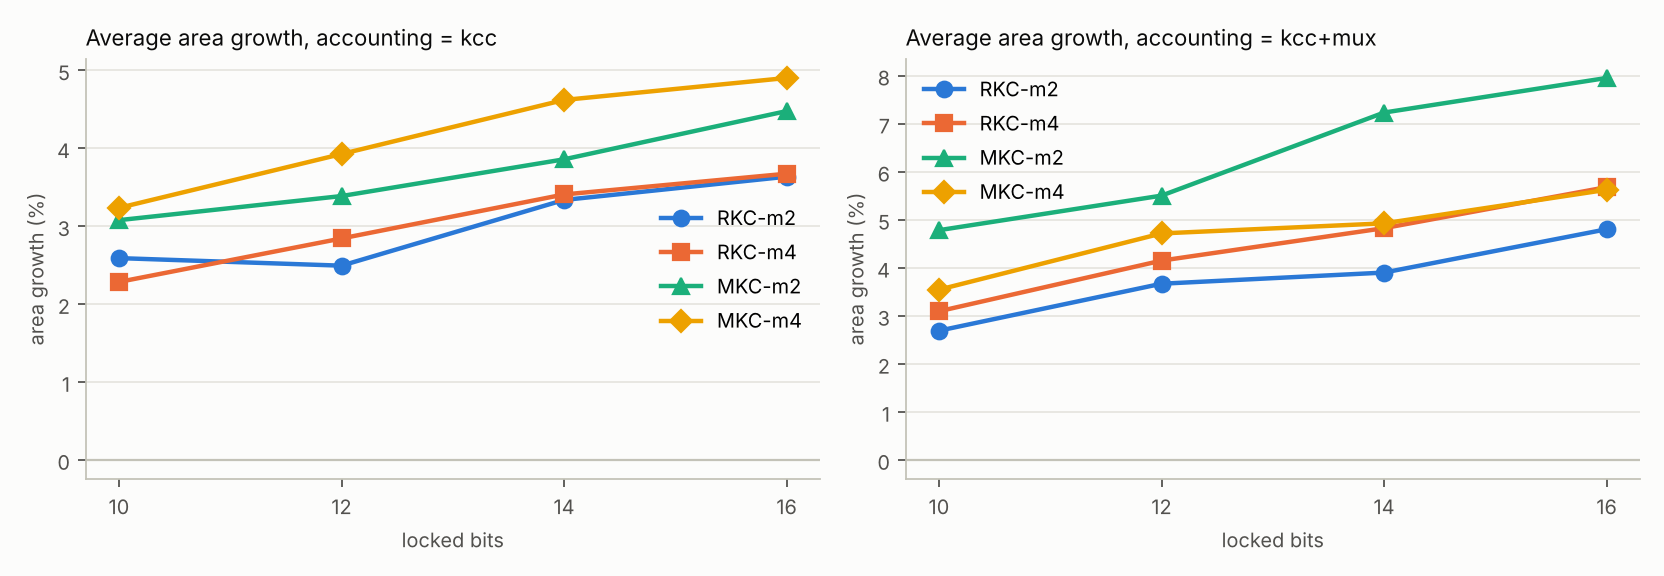 Average area growth, accounting = kcc
5
4
3
2
1
0
area growth (%)
10 12 14 16
locked bits
RKC-m2
RKC-m4
MKC-m2
MKC-m4
Average area growth, accounting = kcc+mux
8
7
6
5
4
3
2
1
0
area growth (%)
10 12 14 16
locked bits
RKC-m2
RKC-m4
MKC-m2
MKC-m4